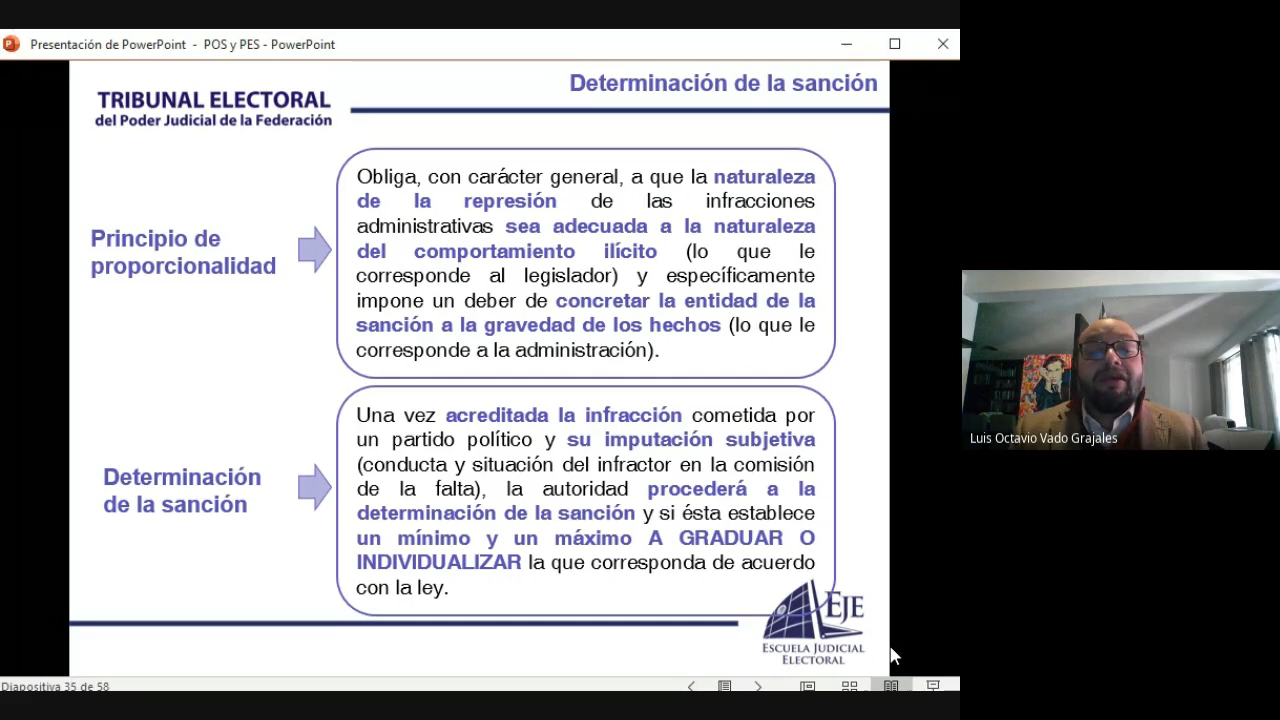 Presentación de PowerPoint - POS y PES - PowerPoint
Determinación de la sanción
TRIBUNAL ELECTORAL
del Poder Judicial de la Federación
Principio de
proporcionalidad
Obliga, con carácter general, a que la naturaleza
de la represión de las infracciones
administrativas sea adecuada a la naturaleza
del comportamiento ilícito (lo que le
corresponde al legislador) y específicamente
impone un deber de concretar la entidad de la
sanción a la gravedad de los hechos (lo que le
corresponde a la administración).
Determinación
de la sanción
Una vez acreditada la infracción cometida por
un partido político y su imputación subjetiva
(conducta y situación del infractor en la comisión
de la falta), la autoridad procederá a la
determinación de la sanción y si ésta establece
un mínimo y un máximo A GRADUAR O
INDIVIDUALIZAR la que corresponda de acuerdo
con la ley.
EJE
ESCUELA JUDICIAL
ELECTORAL
Diapositiva 35 de 58
Luis Octavio Vado Grajales